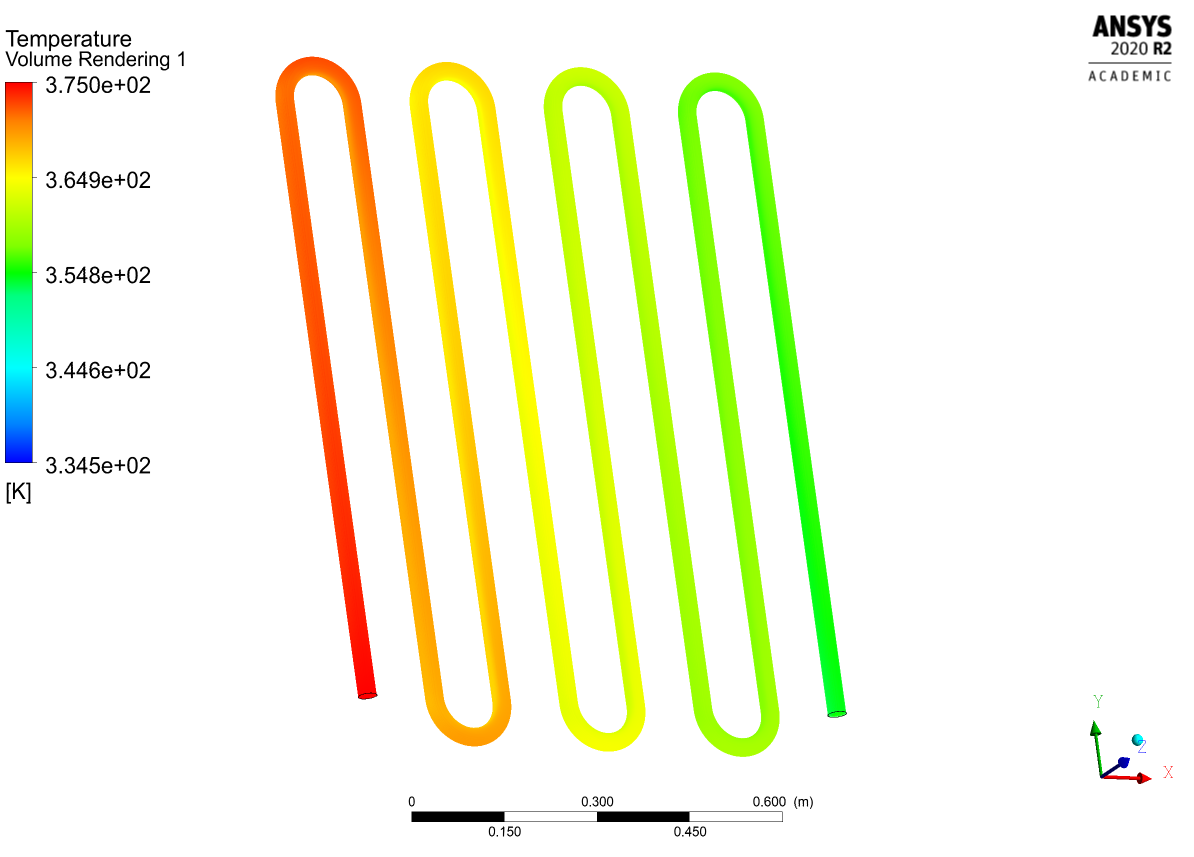 Temperature
Volume Rendering 1
3.750e+02
3.649e+02
3.548e+02
3.446e+02
3.345e+02
[K]
ANSYS
2020 R2
ACADEMIC
0
0.300
0.600 (m)
0.150
0.450
Y
Z
X